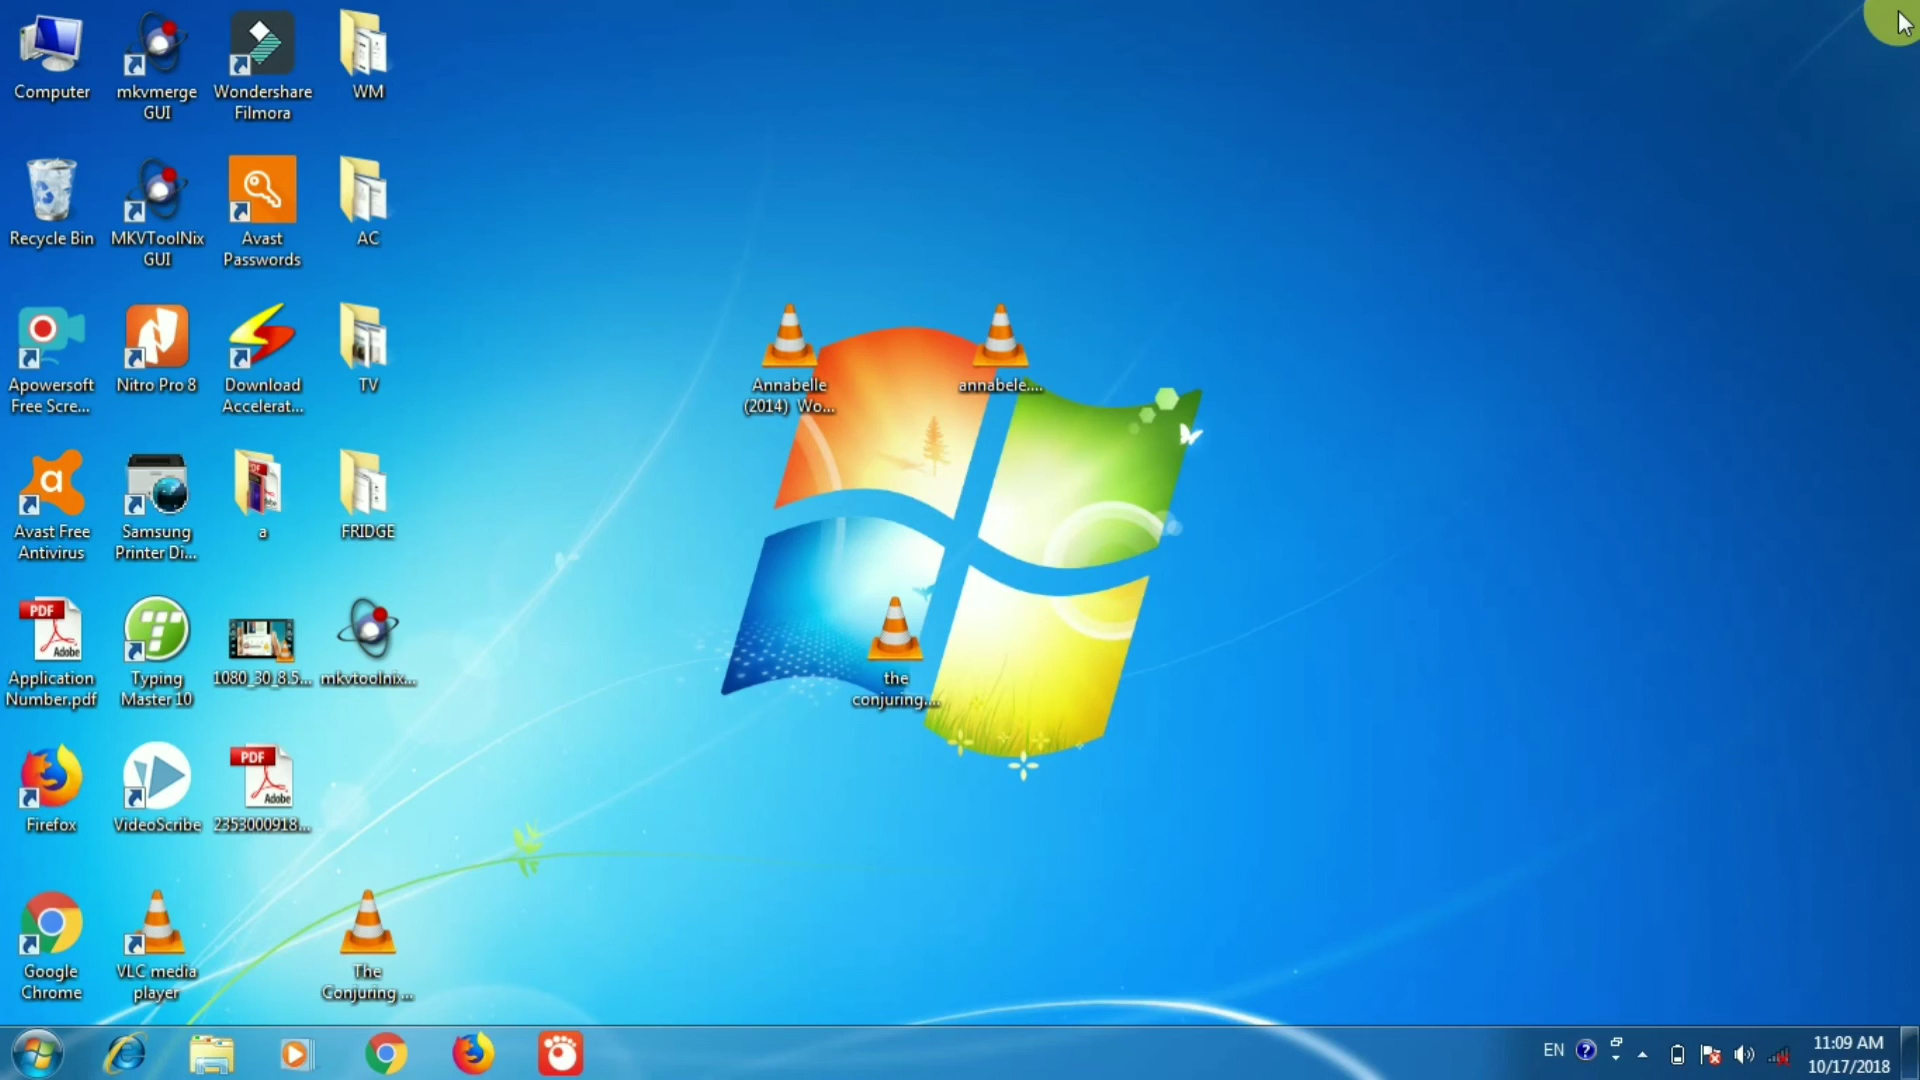 Computer
mkvmerge
GUI
Wondershare
Filmora
WM
Recycle Bin
MKVToolNix
GUI
Avast
Passwords
AC
Apowersoft
Free Scre...
Nitro Pro 8
Download
Accelerat...
TV
Annabelle
(2014) Wo...
annabele....
Avast Free
Antivirus
Samsung
Printer Di...
a
FRIDGE
PDF
Adobe
Application
Number.pdf
Typing
Master 10
1080_30_8.5...
mkvtoolnix...
the
conjuring....
Firefox
VideoScribe
PDF
Adobe
2353000918...
Google
Chrome
VLC media
player
The
Conjuring ...
EN
11:09 AM
10/17/2018